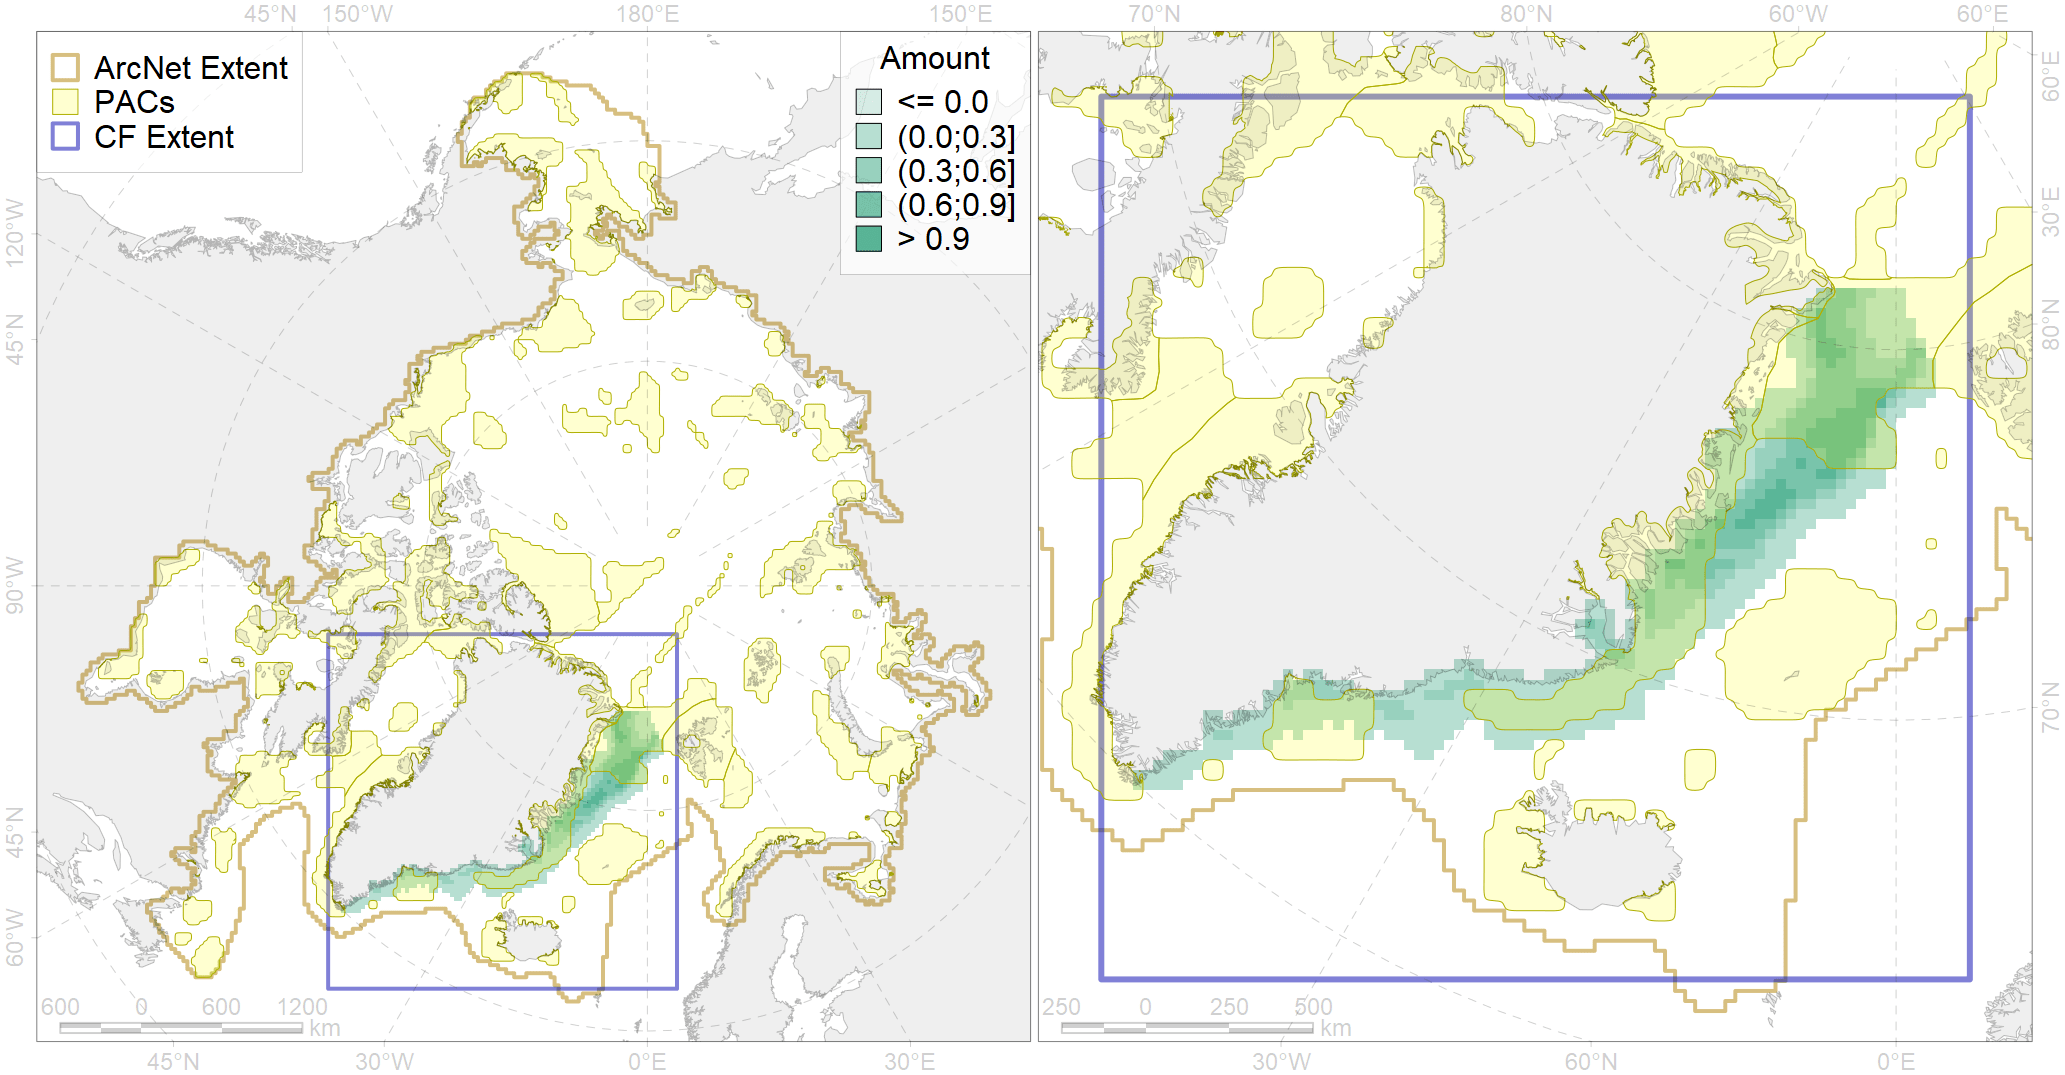 45°N 150°W 180°E 150°E 70°N 80°N 60°W 60°E
ArcNet Extent
PACs
CF Extent
Amount
<= 0.0
(0.0;0.3]
(0.3;0.6]
(0.6;0.9]
> 0.9
120°W
45°N
90°W
45°N
60°W
60°E
30°E
80°N
70°N
600 0 600 1200
km
250 0 250 500
km
45°N 30°W 0°E 30°E 30°W 60°N 0°E